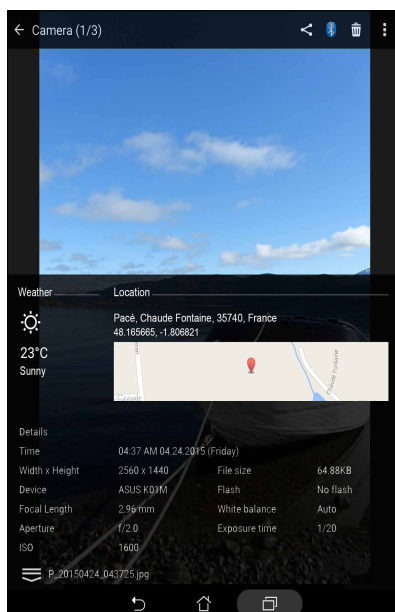 Camera (1/3)
Weather Location
Pacé, Chaude Fontaine, 35740, France
48.165665, -1.806821
23°C
Sunny
Chaude Fontaine
Google
Details
Time 04:37 AM 04.24.2015 (Friday)
Width x Height 2560 x 1440 File size 64.88KB
Device ASUS K01M Flash No flash
Focal Length 2.96 mm White balance Auto
Aperture f/2.0 Exposure time 1/20
ISO 1600
P_20150424_043725.jpg